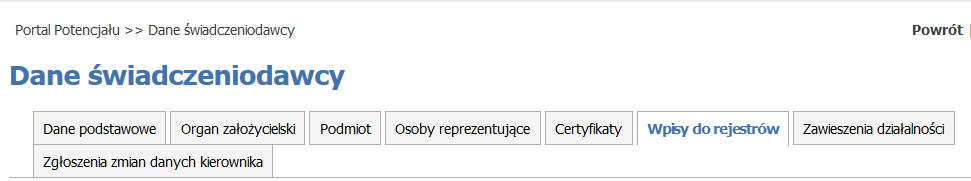 Portal Potencjału >> Dane świadczeniodawcy Powrót
Dane świadczeniodawcy
Dane podstawowe Organ założycielski Podmiot Osoby reprezentujące Certyfikaty Wpisy do rejestrów Zawieszenia działalności
Zgłoszenia zmian danych kierownika